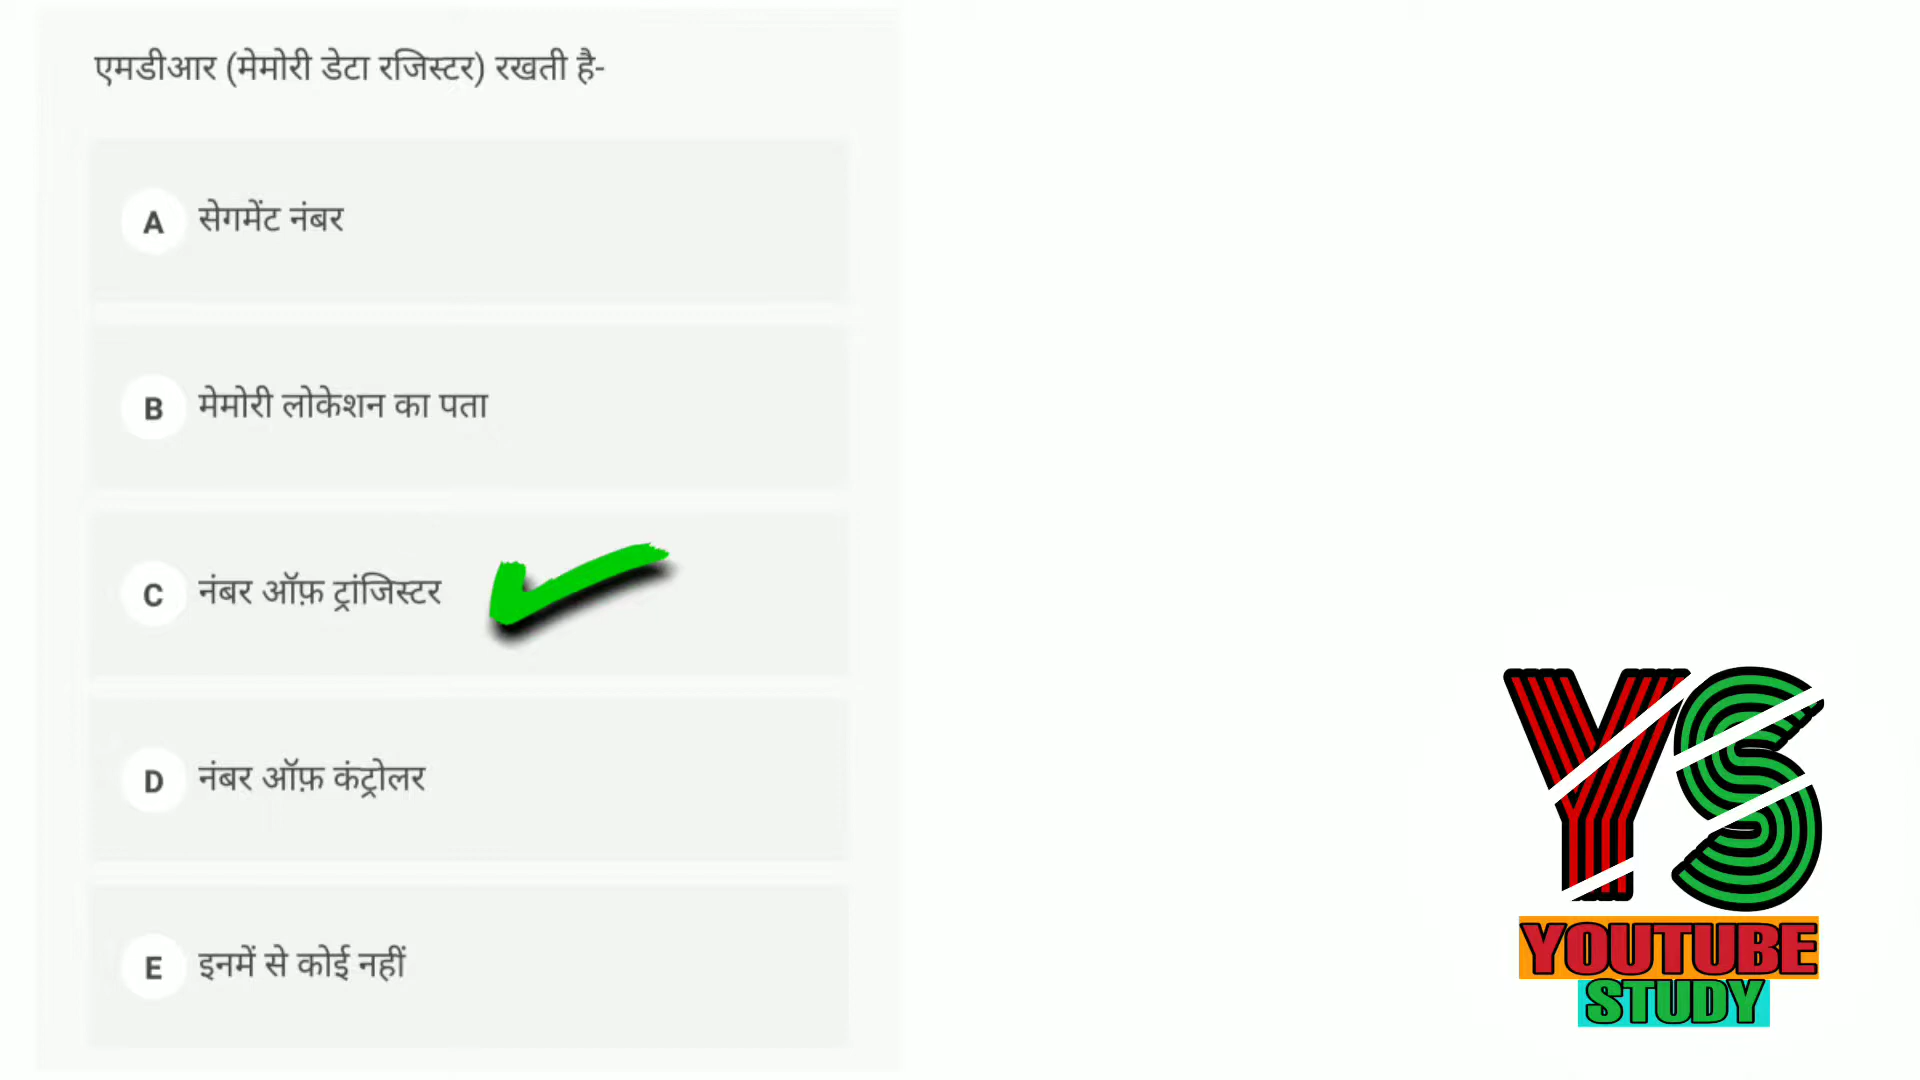 एमडीआर (मेमोरी डेटा रजिस्टर) रखती है-
A सेगमेंट नंबर
B मेमोरी लोकेशन का पता
C नंबर ऑफ़ ट्रांजिस्टर
D नंबर ऑफ़ कंट्रोलर
E इनमें से कोई नहीं
YS
YOUTUBE
STUDY